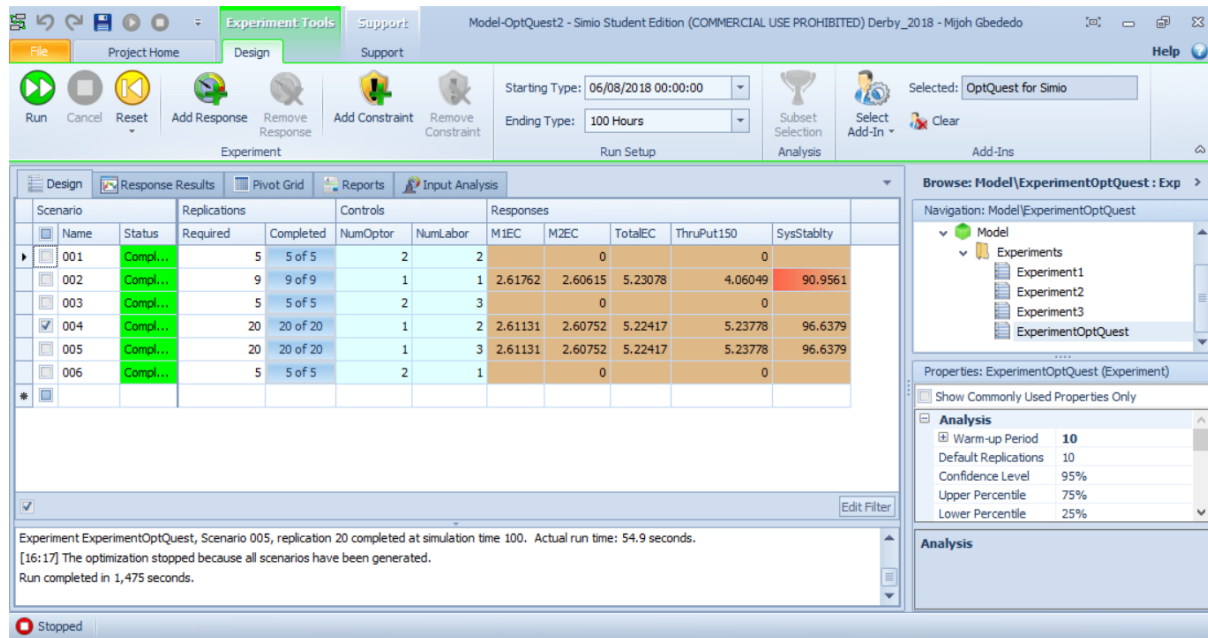 Experiment Tools Support Model-OptQuest2 - Simio Student Edition (COMMERCIAL USE PROHIBITED) Derby_2018 - Mijoh Gbededo
File Project Home Design Support Help
Run Cancel Reset Add Response Remove Response Add Constraint Remove Constraint
Experiment
Starting Type: 06/08/2018 00:00:00
Ending Type: 100 Hours
Run Setup
Subset Selection
Analysis
Select Add-In
Selected: OptQuest for Simio
Clear
Add-Ins
Design Response Results Pivot Grid Reports Input Analysis
Scenario Replications Controls Responses
Name Status Required Completed NumOptor NumLabor M1EC M2EC TotalEC ThruPut150 SysStablty
001 Compl... 5 5 of 5 2 2 0 0
002 Compl... 9 9 of 9 1 1 2.61762 2.60615 5.23078 4.06049 90.9561
003 Compl... 5 5 of 5 2 3 0 0
004 Compl... 20 20 of 20 1 2 2.61131 2.60752 5.22417 5.23778 96.6379
005 Compl... 20 20 of 20 1 3 2.61131 2.60752 5.22417 5.23778 96.6379
006 Compl... 5 5 of 5 2 1 0 0
Edit Filter
Experiment ExperimentOptQuest, Scenario 005, replication 20 completed at simulation time 100. Actual run time: 54.9 seconds.
[16:17] The optimization stopped because all scenarios have been generated.
Run completed in 1,475 seconds.
Browse: Model\ExperimentOptQuest : Exp
Navigation: Model\ExperimentOptQuest
Model
Experiments
Experiment1
Experiment2
Experiment3
ExperimentOptQuest
Properties: ExperimentOptQuest (Experiment)
Show Commonly Used Properties Only
Analysis
Warm-up Period 10
Default Replications 10
Confidence Level 95%
Upper Percentile 75%
Lower Percentile 25%
Analysis
Stopped